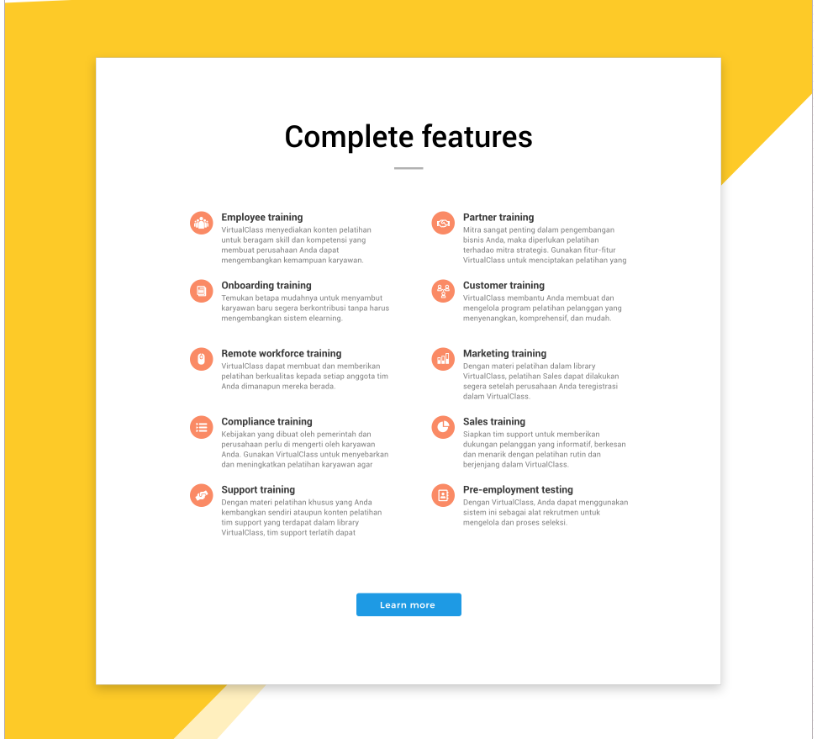 Complete features
Employee training
VirtualClass menyediakan konten pelatihan
untuk beragam skill dan kompetensi yang
membuat perusahaan Anda dapat
mengembangkan kemampuan karyawan.
Partner training
Mitra sangat penting dalam pengembangan
bisnis Anda, maka diperlukan pelatihan
terhadao mitra strategis. Gunakan fitur-fitur
VirtualClass untuk menciptakan pelatihan yang
Onboarding training
Temukan betapa mudahnya untuk menyambut
karyawan baru segera berkontribusi tanpa harus
mengembangkan sistem elearning.
Customer training
VirtualClass membantu Anda membuat dan
mengelola program pelatihan pelanggan yang
menyenangkan, komprehensif, dan mudah.
Remote workforce training
VirtualClass dapat membuat dan memberikan
pelatihan berkualitas kepada setiap anggota tim
Anda dimanapun mereka berada.
Marketing training
Dengan materi pelatihan dalam library
VirtualClass, pelatihan Sales dapat dilakukan
segera setelah perusahaan Anda teregistrasi
dalam VirtualClass.
Compliance training
Kebijakan yang dibuat oleh pemerintah dan
perusahaan perlu di mengerti oleh karyawan
Anda. Gunakan VirtualClass untuk menyebarkan
dan meningkatkan pelatihan karyawan agar
Sales training
Siapkan tim support untuk memberikan
dukungan pelanggan yang informatif, berkesan
dan menarik dengan pelatihan rutin dan
berjenjang dalam VirtualClass.
Support training
Dengan materi pelatihan khusus yang Anda
kembangkan sendiri ataupun konten pelatihan
tim support yang terdapat dalam library
VirtualClass, tim support terlatih dapat
Pre-employment testing
Dengan VirtualClass, Anda dapat menggunakan
sistem ini sebagai alat rekrutmen untuk
mengelola dan proses seleksi.
Learn more